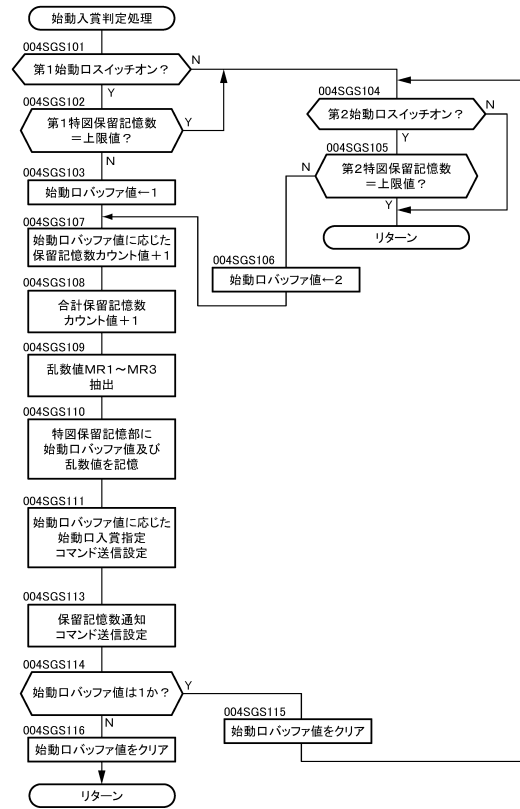 始動入賞判定処理
004SGS101
第1始動口スイッチオン?
N
Y
004SGS102
第1特図保留記憶数
=上限値?
Y
N
004SGS103
始動口バッファ値←1
004SGS104
第2始動口スイッチオン?
N
Y
004SGS105
第2特図保留記憶数
=上限値?
N
Y
リターン
004SGS106
始動口バッファ値←2
004SGS107
始動口バッファ値に応じた
保留記憶数カウント値+1
004SGS108
合計保留記憶数
カウント値+1
004SGS109
乱数値MR1~MR3
抽出
004SGS110
特図保留記憶部に
始動口バッファ値及び
乱数値を記憶
004SGS111
始動口バッファ値に応じた
始動口入賞指定
コマンド送信設定
004SGS113
保留記憶数通知
コマンド送信設定
004SGS114
始動口バッファ値は1か?
Y
N
004SGS115
始動口バッファ値をクリア
004SGS116
始動口バッファ値をクリア
リターン